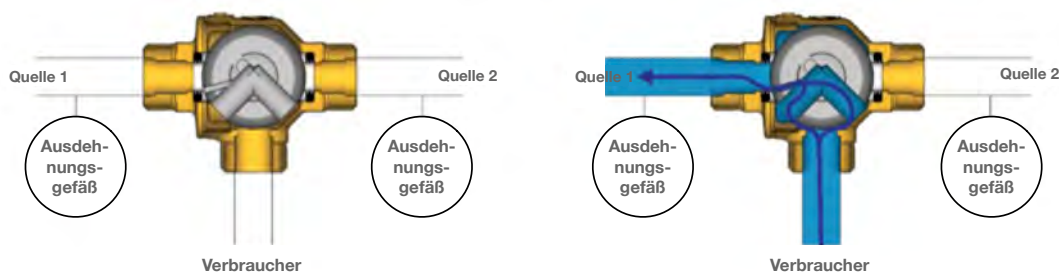 Quelle 1
Quelle 2
Ausdeh-
nungs-
gefäß
Ausdeh-
nungs-
gefäß
Verbraucher
Quelle 1
Quelle 2
Ausdeh-
nungs-
gefäß
Ausdeh-
nungs-
gefäß
Verbraucher